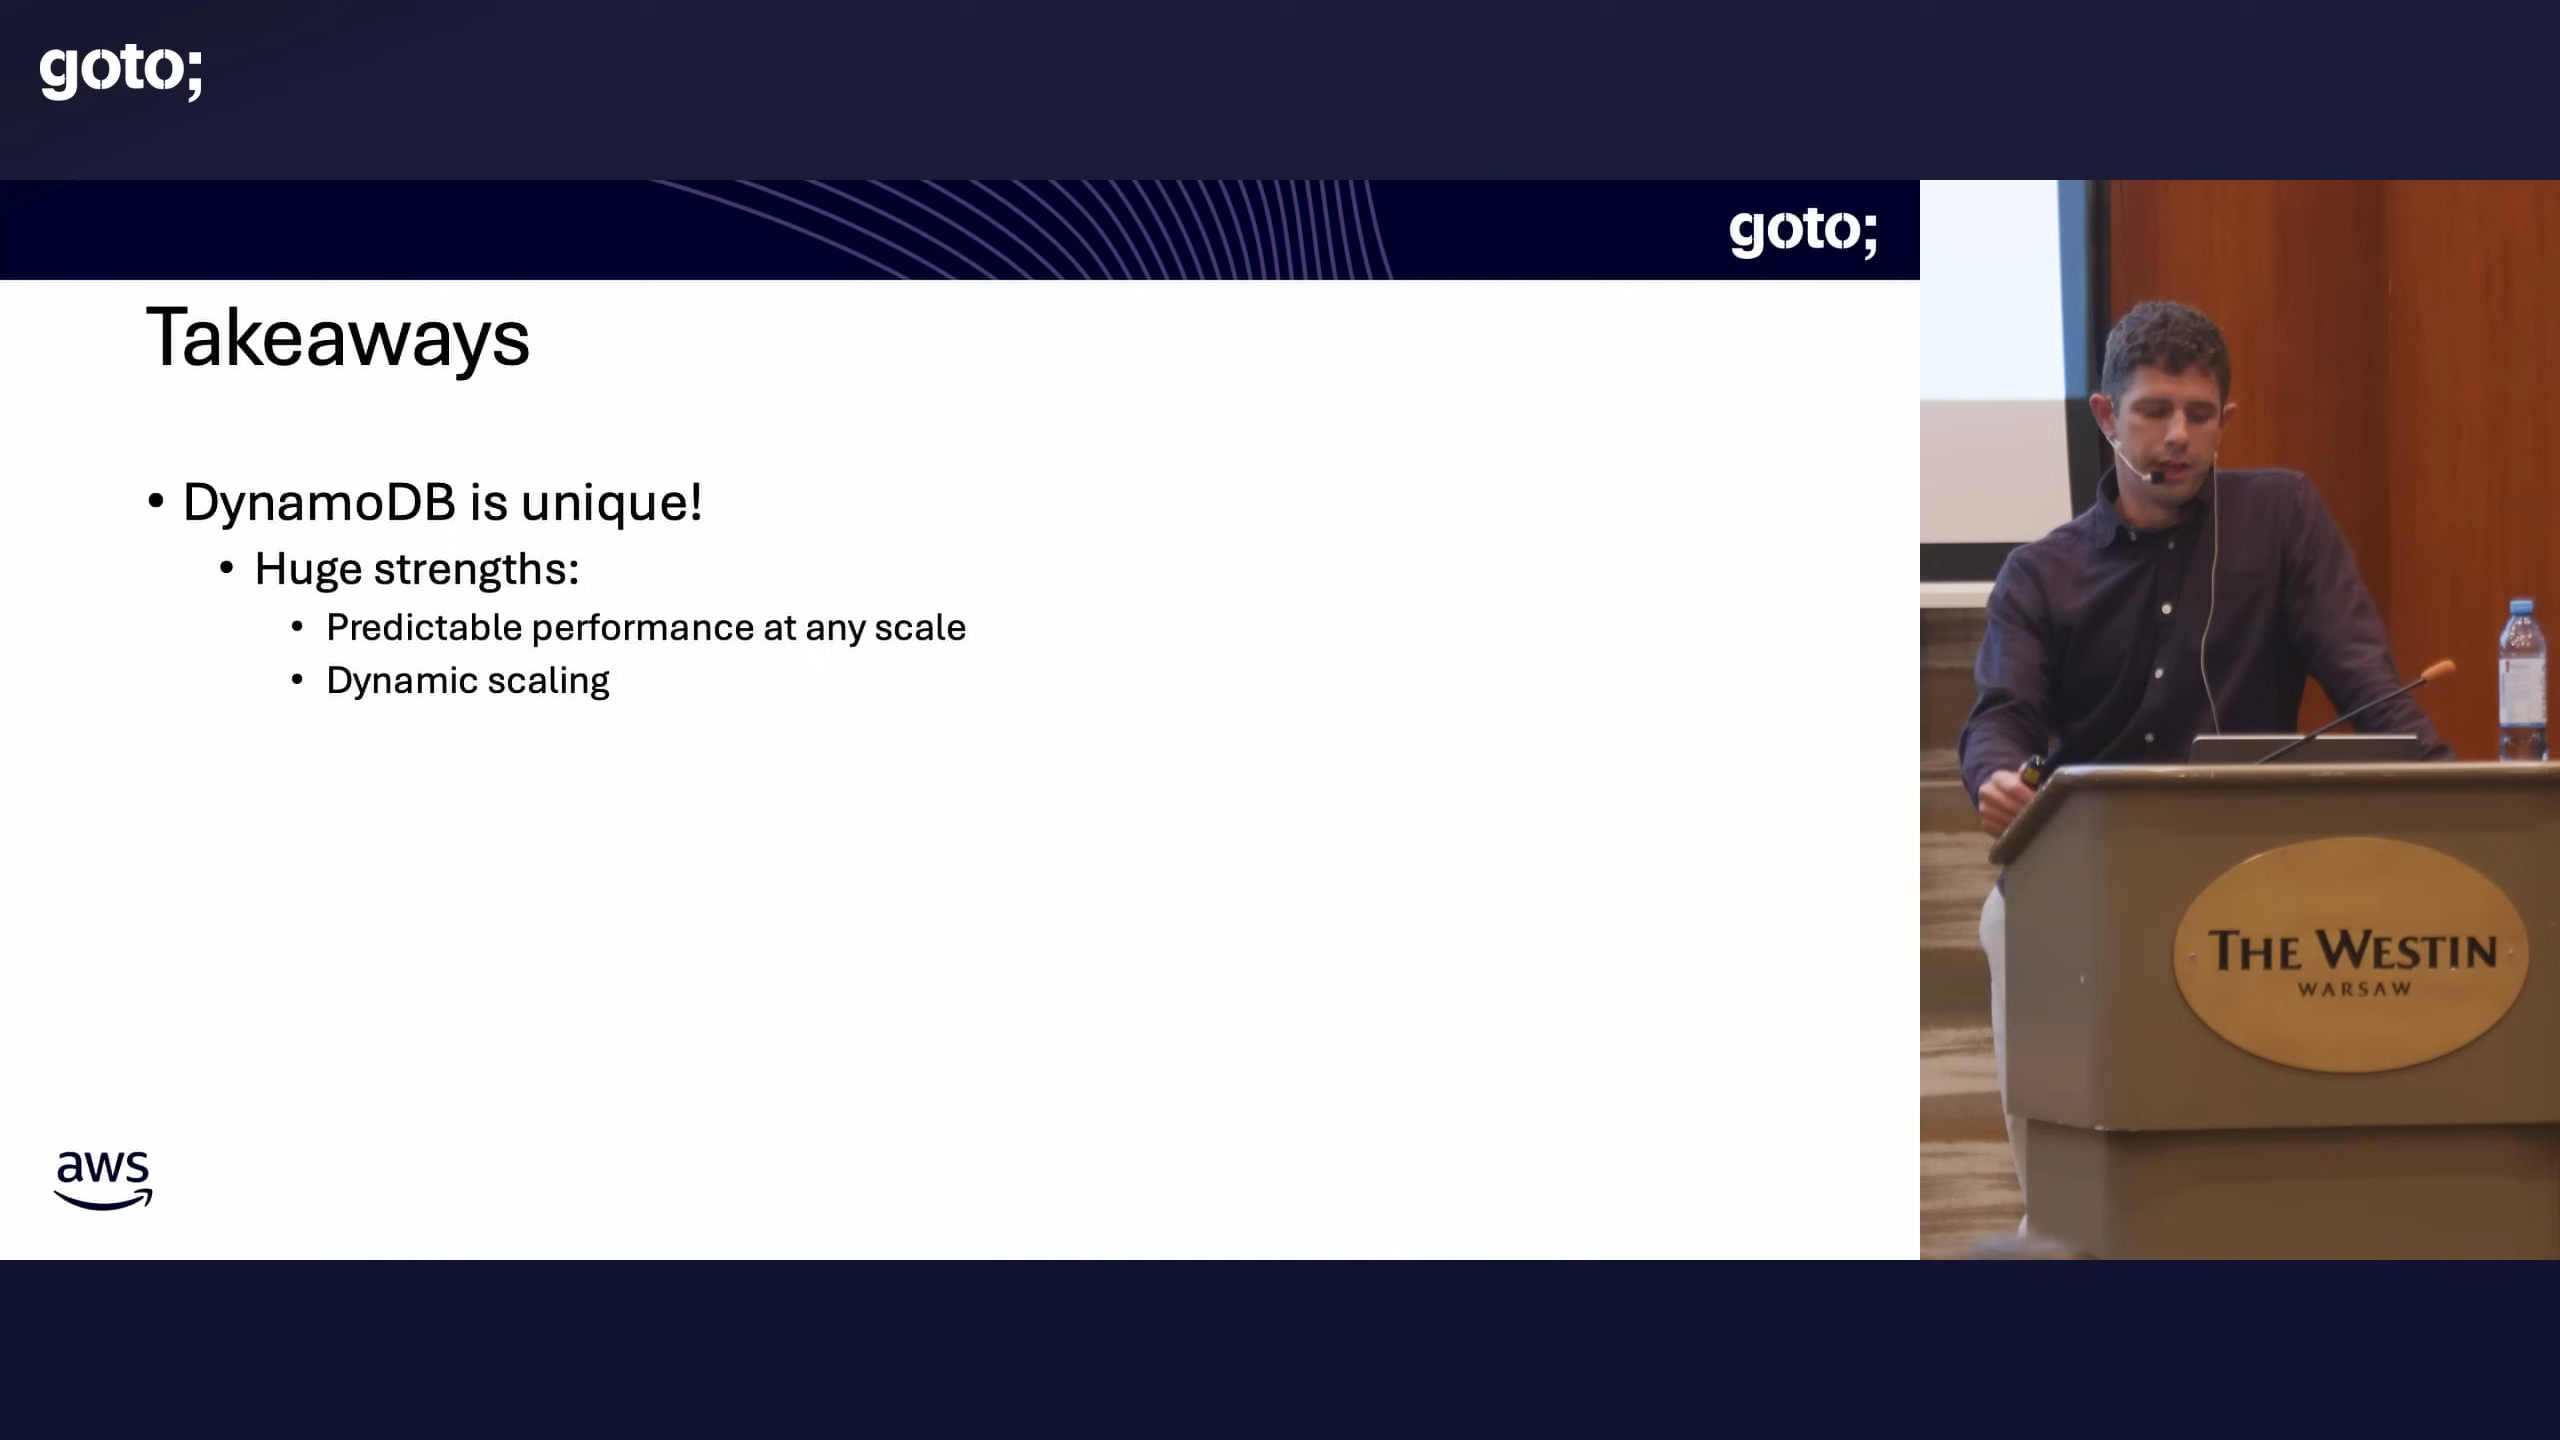 goto;
goto;
Takeaways
• DynamoDB is unique!
• Huge strengths:
• Predictable performance at any scale
• Dynamic scaling
aws
THE WESTIN
WARSAW